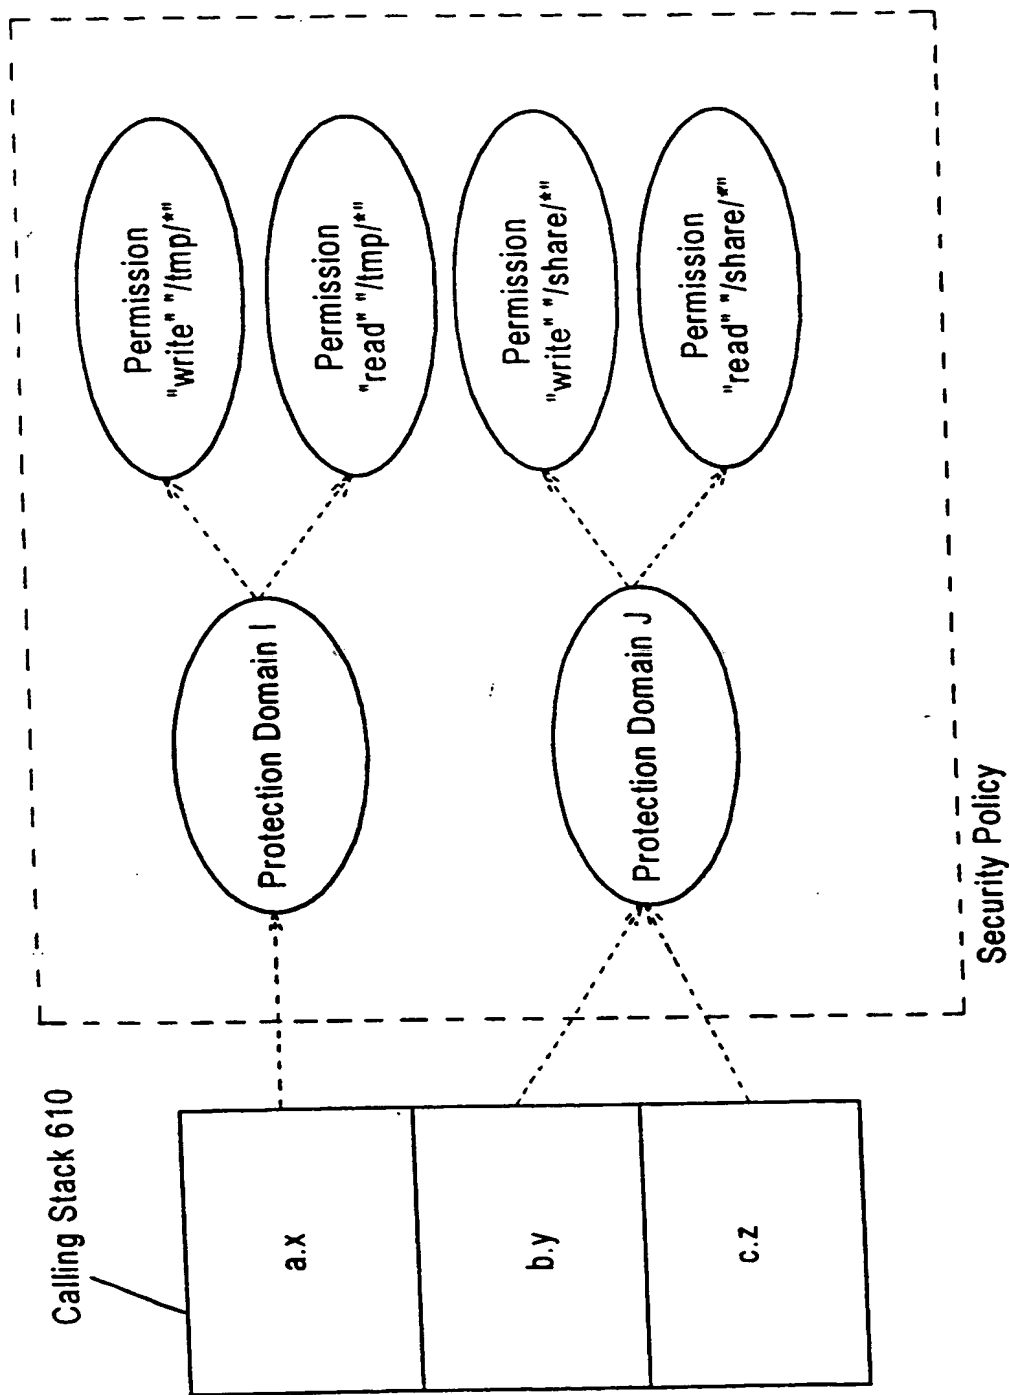 Calling Stack 610
a.x
b.y
c.z
Protection Domain I
Protection Domain J
Permission
"write" "/tmp/*"
Permission
"read" "/tmp/*"
Permission
"write" "/share/*"
Permission
"read" "/share/*"
Security Policy